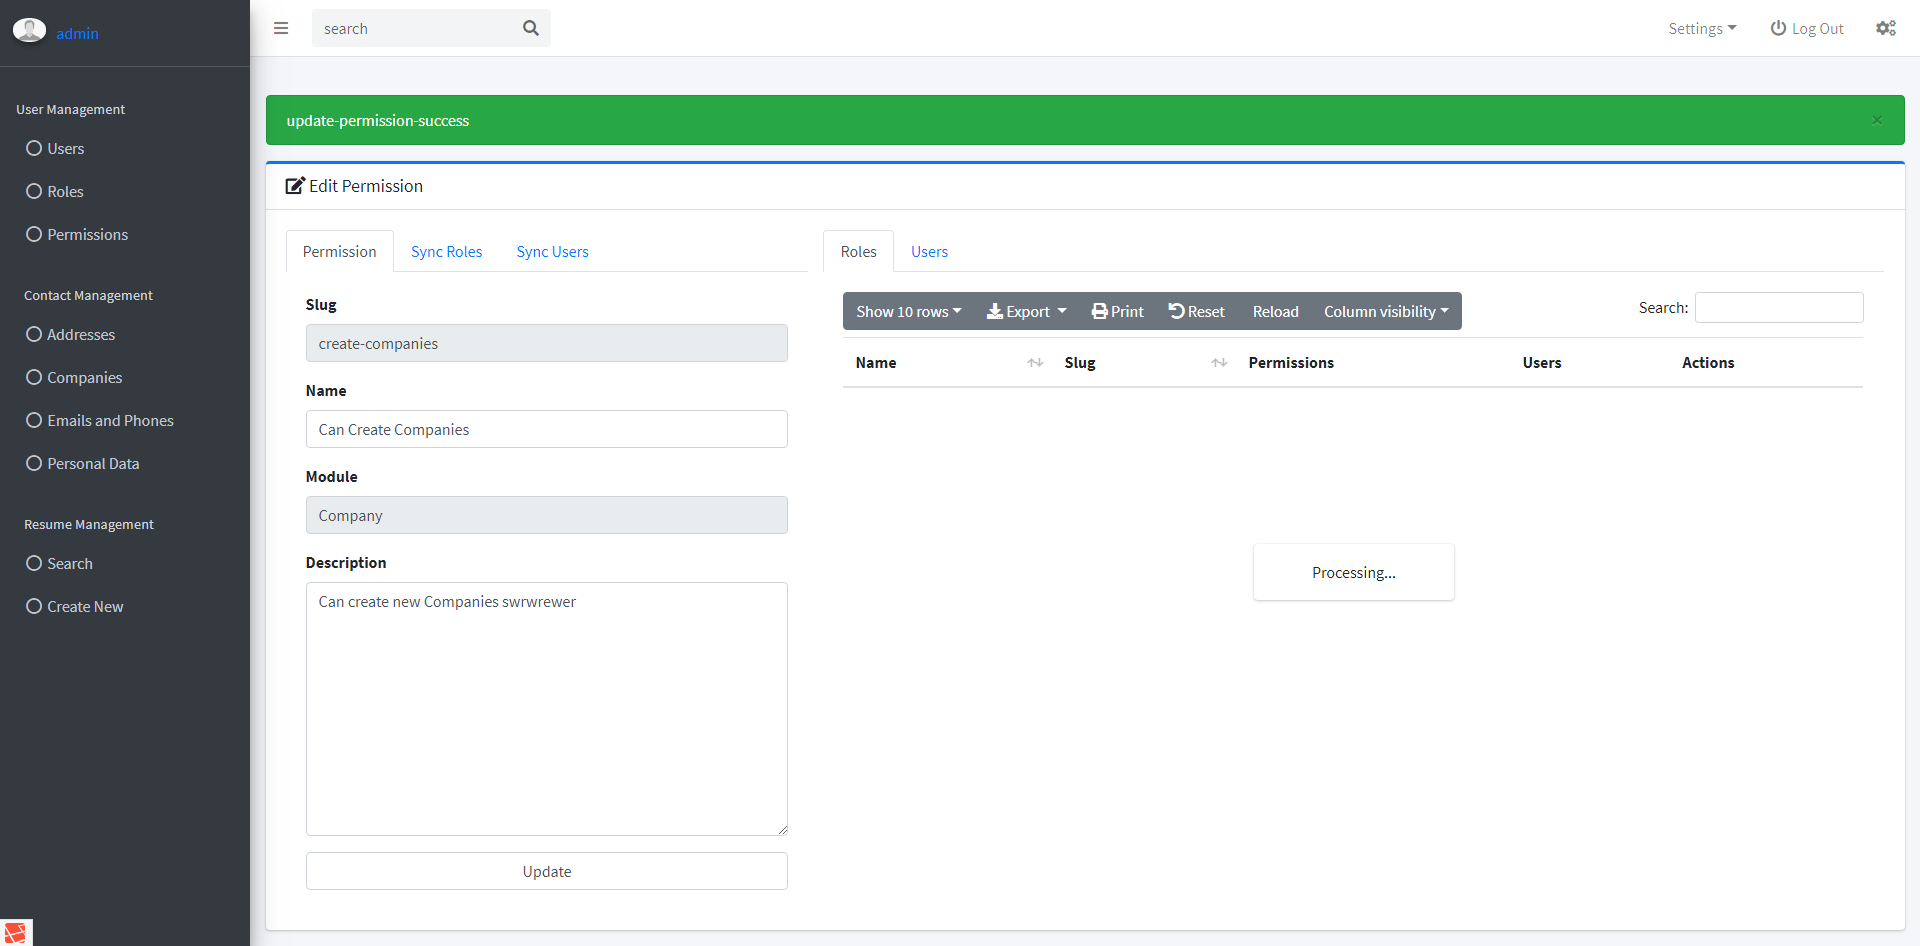 admin
search
Settings
Log Out
User Management
Users
Roles
Permissions
Contact Management
Addresses
Companies
Emails and Phones
Personal Data
Resume Management
Search
Create New
update-permission-success
×
Edit Permission
Permission Sync Roles Sync Users
Slug
create-companies
Name
Can Create Companies
Module
Company
Description
Can create new Companies swrwrewer
Update
Roles Users
Show 10 rows Export Print Reset Reload Column visibility
Search:
Name Slug Permissions Users Actions
Processing...